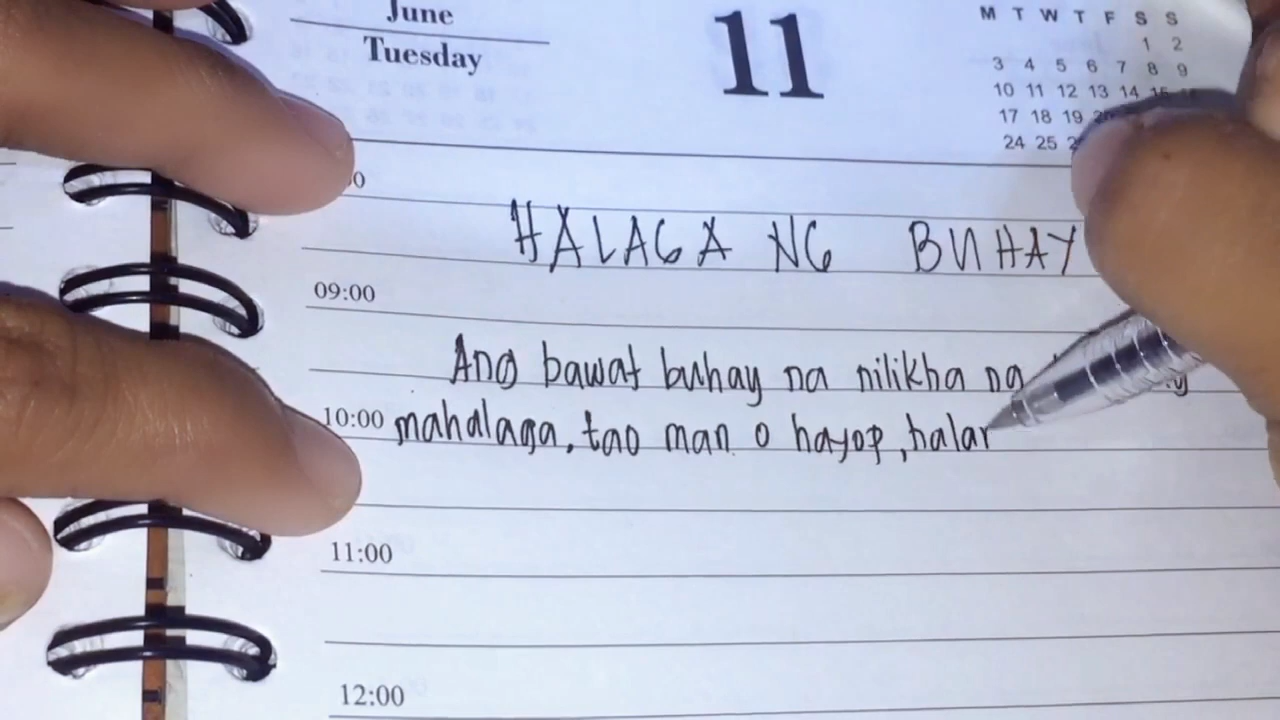 June
11
M T W T F S S
Tuesday
1 2
3 4 5 6 7 8 9
10 11 12 13 14 15
17 18 19
24 25
HALAGA NG BUHAY
09:00
Ang bawat buhay na nilikha ng
10:00 mahalaga, tao man o hayop, halar
11:00
12:00